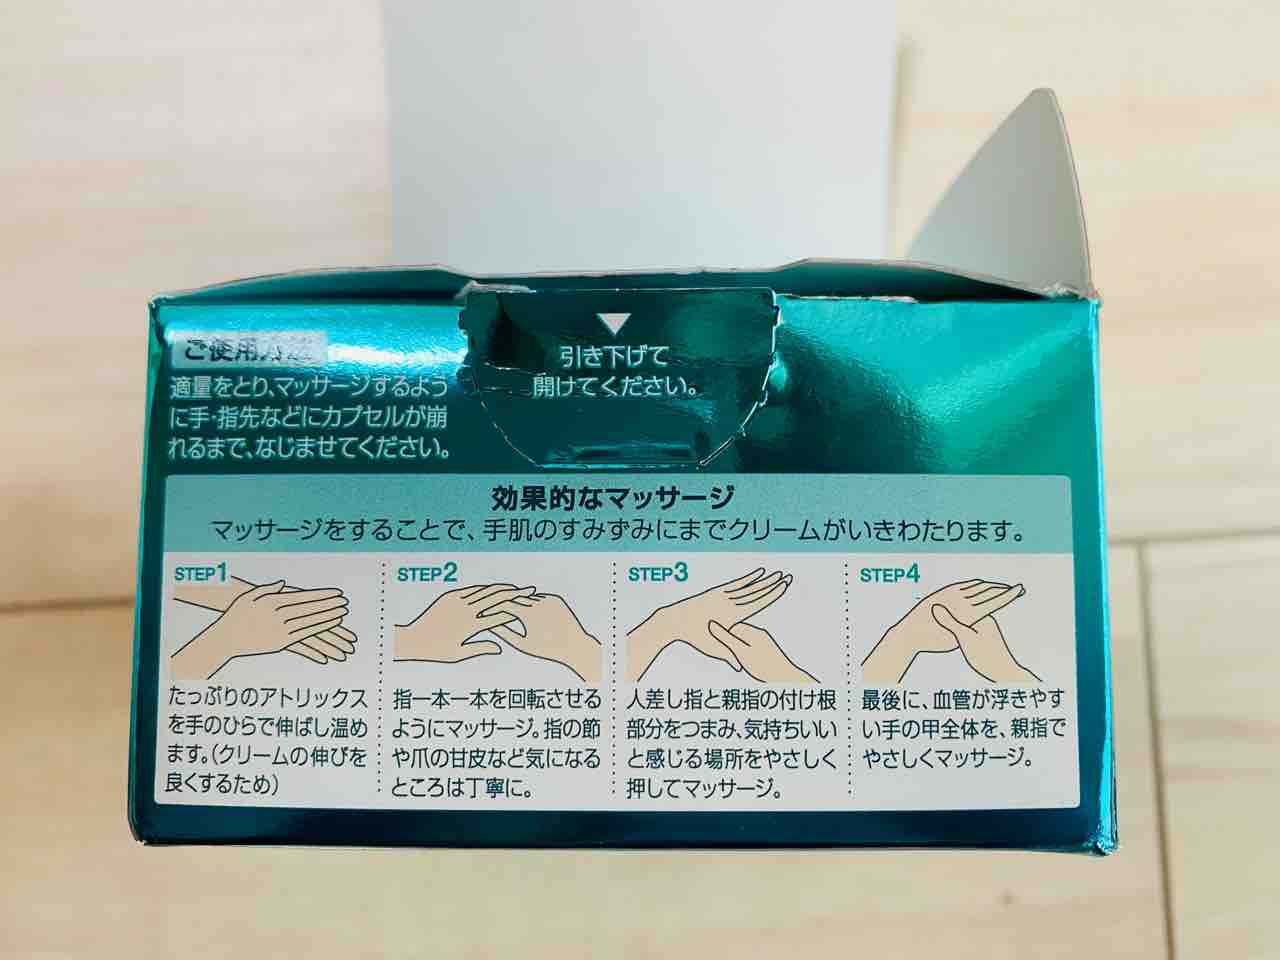 ご使用方法
適量をとり、マッサージするよう
に手・指先などにカプセルが崩
れるまで、なじませてください。
引き下げて
開けてください。
効果的なマッサージ
マッサージをすることで、手肌のすみずみにまでクリームがいきわたります。
STEP1
たっぷりのアトリックス
を手のひらで伸ばし温め
ます。(クリームの伸びを
良くするため)
STEP2
指一本一本を回転させる
ようにマッサージ。指の節
や爪の甘皮など気になる
ところは丁寧に。
STEP3
人差し指と親指の付け根
部分をつまみ、気持ちいい
と感じる場所をやさしく
押してマッサージ。
STEP4
最後に、血管が浮きやす
い手の甲全体を、親指で
やさしくマッサージ。